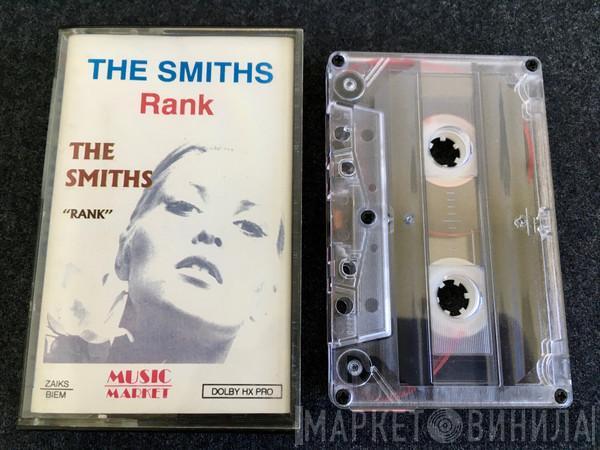 THE SMITHS
Rank
THE
SMITHS
"RANK"
ZAIKS
BIEM
MUSIC
MARKET
DOLBY HX PRO
МАРКЕТ ВИНИЛА